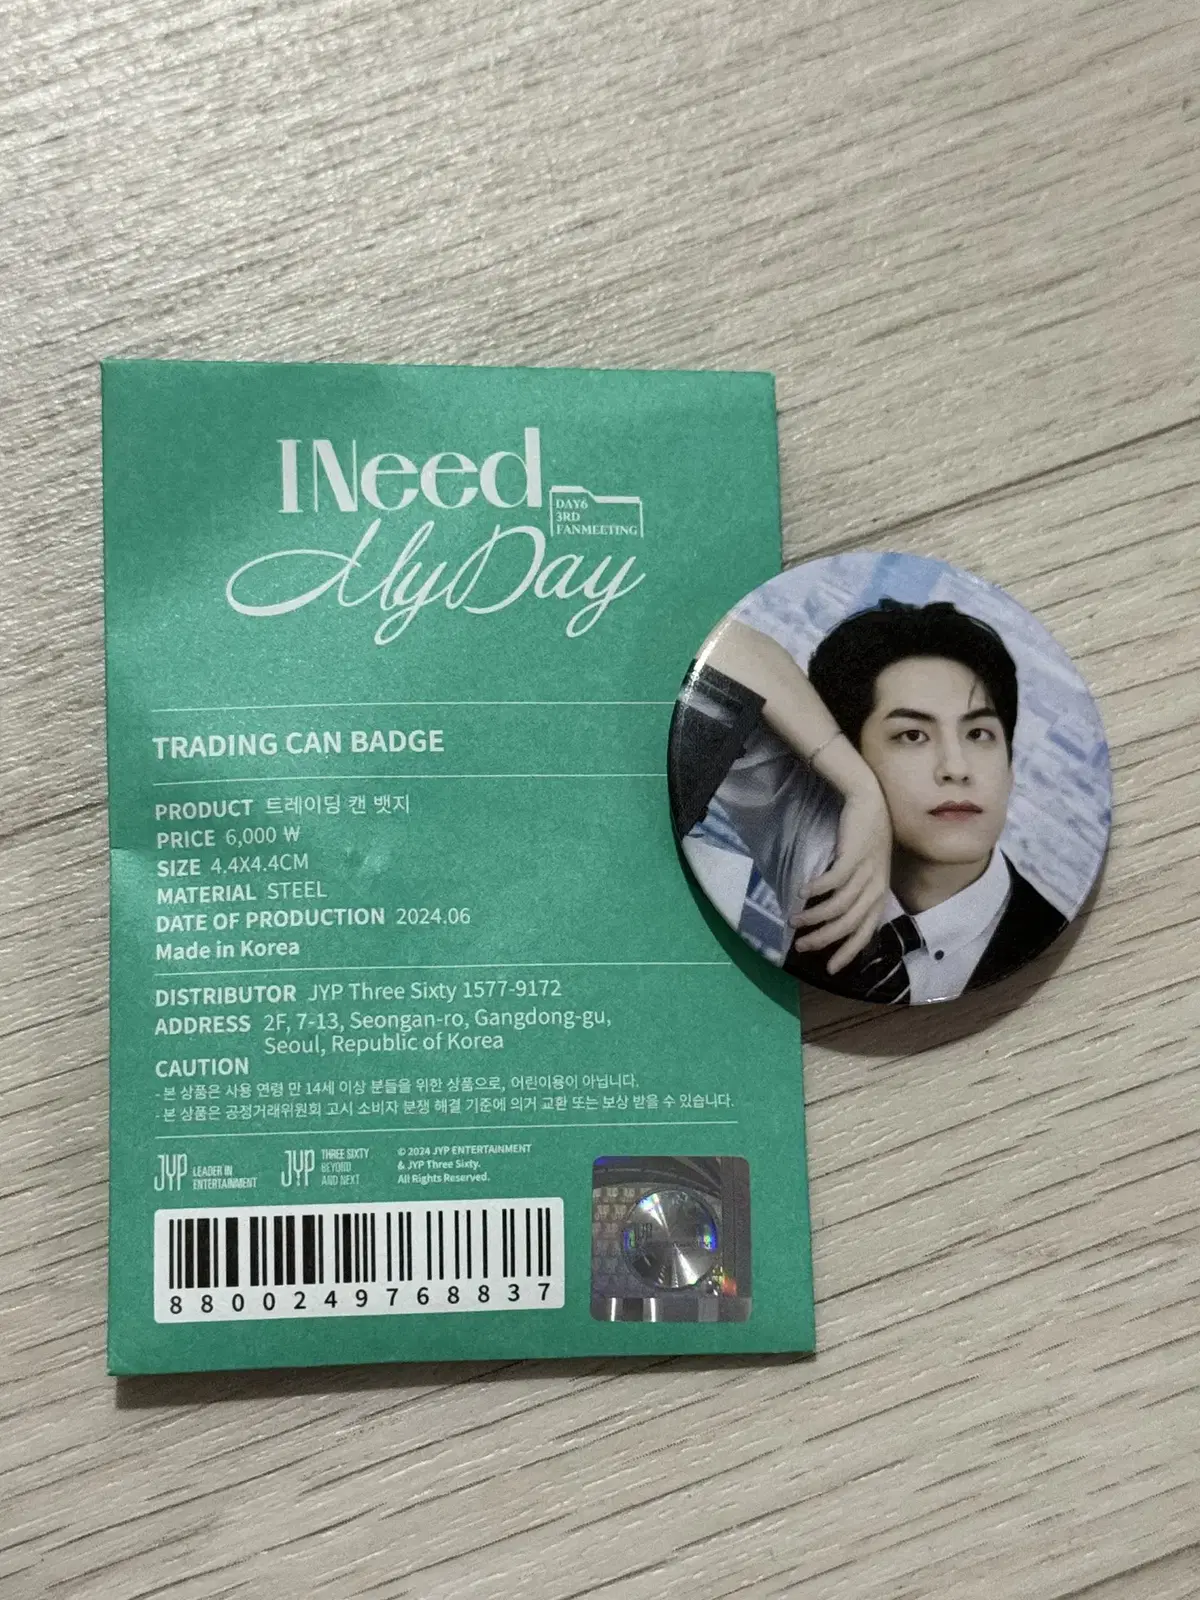 I Need
DAY6
3RD
FANMEETING
My Day
TRADING CAN BADGE
PRODUCT 트레이딩 캔 뱃지
PRICE 6,000 ₩
SIZE 4.4X4.4CM
MATERIAL STEEL
DATE OF PRODUCTION 2024.06
Made in Korea
DISTRIBUTOR JYP Three Sixty 1577-9172
ADDRESS 2F, 7-13, Seongan-ro, Gangdong-gu,
Seoul, Republic of Korea
CAUTION
- 본 상품은 사용 연령 만 14세 이상 분들을 위한 상품으로, 어린이용이 아닙니다.
- 본 상품은 공정거래위원회 고시 소비자 분쟁 해결 기준에 의거 교환 또는 보상 받을 수 있습니다.
JYP LEADER IN
ENTERTAINMENT
JYP THREE SIXTY
BEYOND
AND NEXT
© 2024 JYP ENTERTAINMENT
& JYP Three Sixty.
All Rights Reserved.
8800249768837